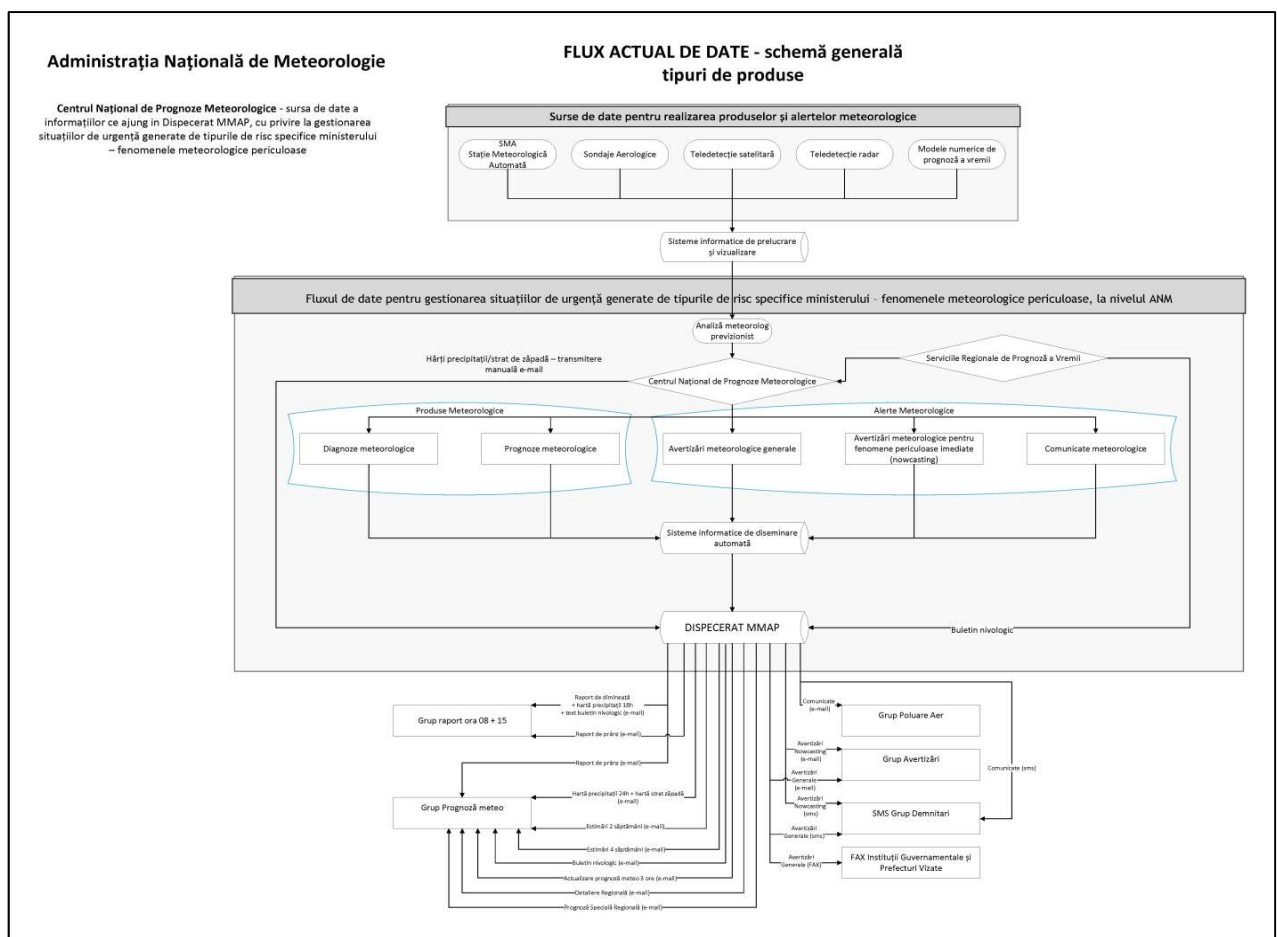 Administrația Națională de Meteorologie
FLUX ACTUAL DE DATE - schemă generală
tipuri de produse
Centrul Național de Prognoze Meteorologice - sursa de date a
informațiilor ce ajung in Dispecerat MMAP, cu privire la gestionarea
situațiilor de urgență generate de tipurile de risc specifice ministerului
– fenomenele meteorologice periculoase
Surse de date pentru realizarea produselor și alertelor meteorologice
SMA
Stație Meteorologică
Automată
Sondaje Aerologice
Teledetecție satelitară
Teledetecție radar
Modele numerice de
prognoză a vremii
Sisteme informatice de prelucrare
și vizualizare
Fluxul de date pentru gestionarea situațiilor de urgență generate de tipurile de risc specifice ministerului – fenomenele meteorologice periculoase, la nivelul ANM
Analiză meteorolog
previzionist
Hărți precipitații/strat de zăpadă – transmitere
manuală e-mail
Serviciile Regionale de Prognoză a Vremii
Centrul Național de Prognoze Meteorologice
Produse Meteorologice
Alerte Meteorologice
Diagnoze meteorologice
Prognoze meteorologice
Avertizări meteorologice generale
Avertizări meteorologice pentru
fenomene periculoase imediate
(nowcasting)
Comunicate meteorologice
Sisteme informatice de diseminare
automată
DISPECERAT MMAP
Buletin nivologic
Raport de dimineață
+ hartă precipitații 18h
+ text buletin nivologic (e-mail)
Grup raport ora 08 + 15
Raport de prânz (e-mail)
Comunicate
(e-mail)
Grup Poluare Aer
Avertizări
Nowcasting
(e-mail)
Grup Avertizări
Avertizări
Generale
(e-mail)
Comunicate (sms)
Raport de prânz (e-mail)
Hartă precipitații 24h + hartă strat zăpadă
(e-mail)
Grup Prognoză meteo
Avertizări
Nowcasting
(sms)
SMS Grup Demnitari
Estimări 2 săptămâni (e-mail)
Avertizări
Generale (sms)
Estimări 4 săptămâni (e-mail)
Buletin nivologic (e-mail)
Avertizări
Generale (FAX)
FAX Instituții Guvernamentale și
Prefecturi Vizate
Actualizare prognoză meteo 3 ore (e-mail)
Detaliere Regională (e-mail)
Prognoză Specială Regională (e-mail)